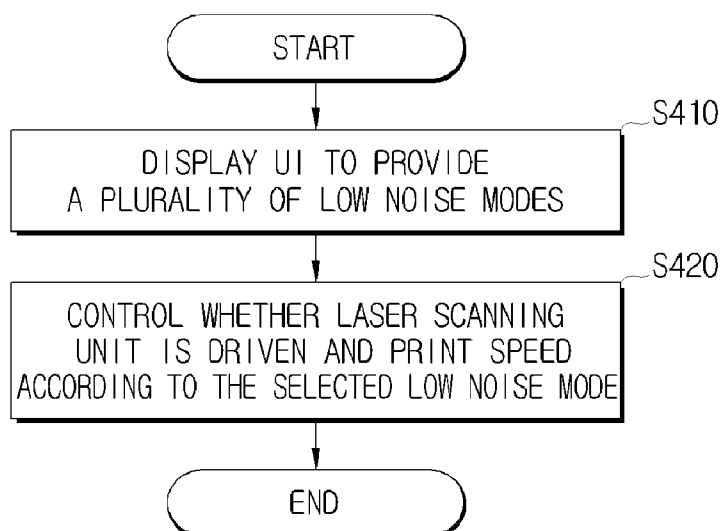 START
S410
DISPLAY UI TO PROVIDE
A PLURALITY OF LOW NOISE MODES
S420
CONTROL WHETHER LASER SCANNING
UNIT IS DRIVEN AND PRINT SPEED
ACCORDING TO THE SELECTED LOW NOISE MODE
END